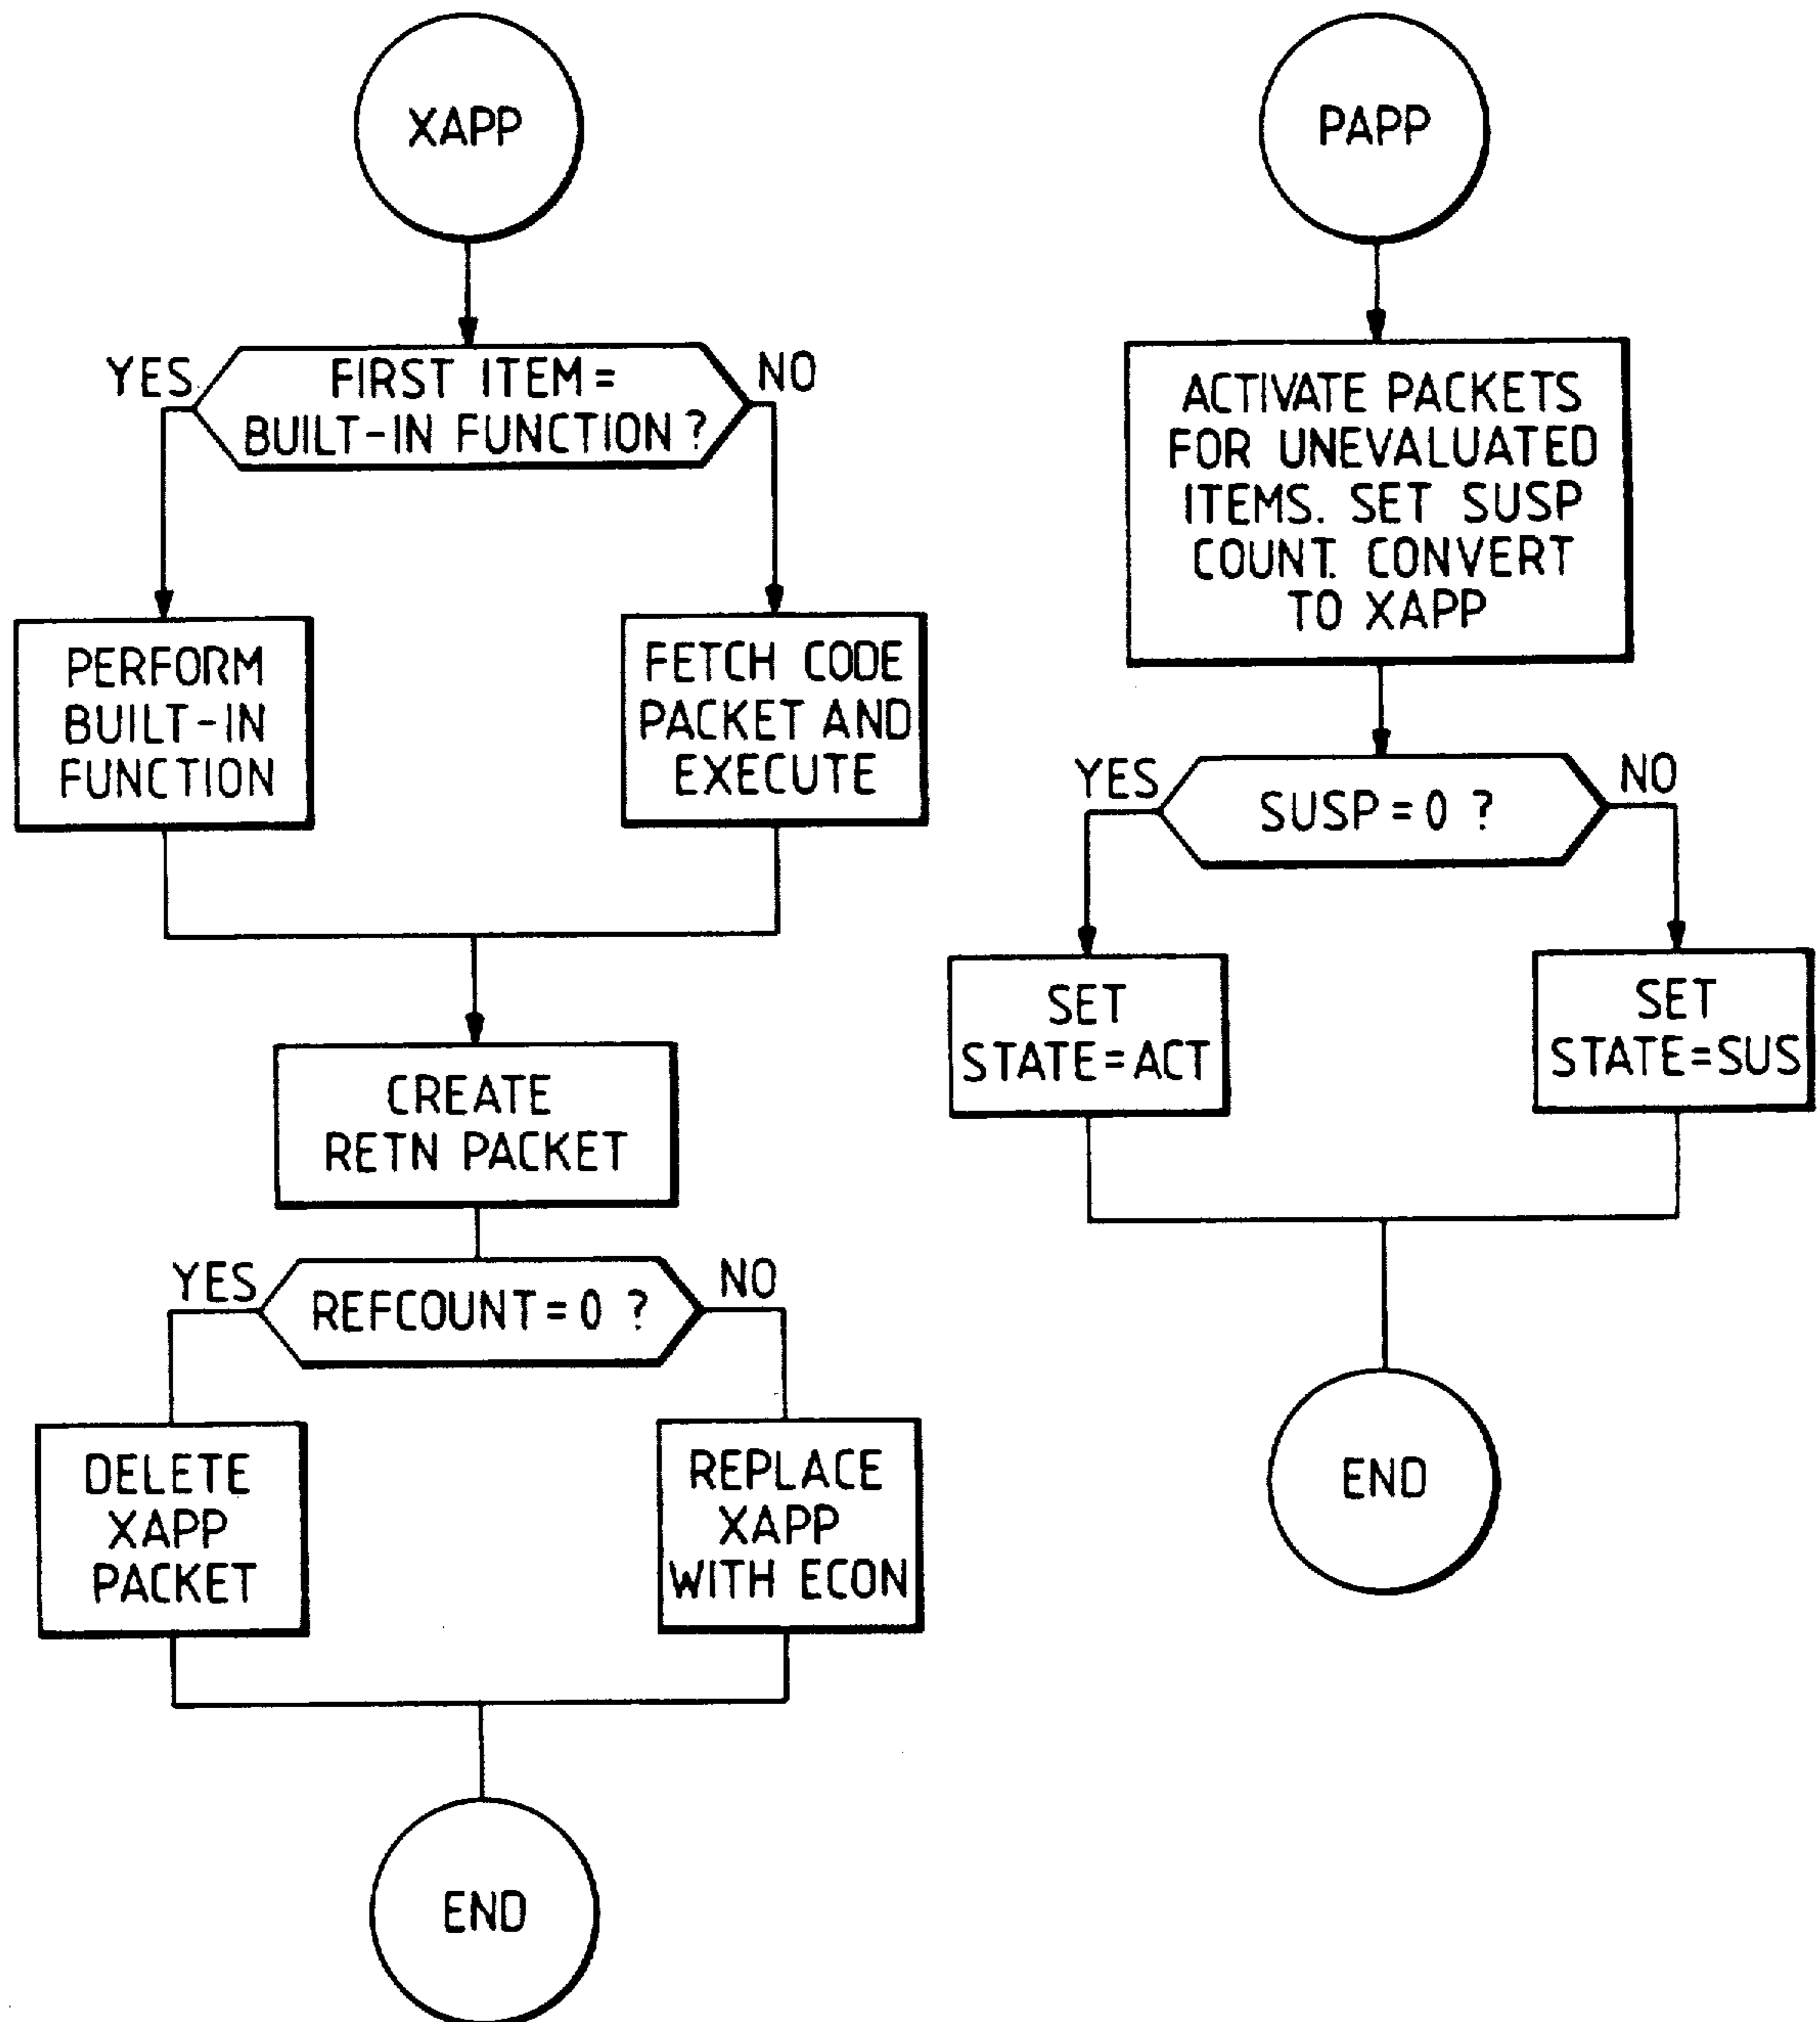 XAPP
YES
FIRST ITEM =
BUILT-IN FUNCTION ?
NO
PERFORM
BUILT-IN
FUNCTION
FETCH CODE
PACKET AND
EXECUTE
CREATE
RETN PACKET
YES
REFCOUNT = 0 ?
NO
DELETE
XAPP
PACKET
REPLACE
XAPP
WITH ECON
END
PAPP
ACTIVATE PACKETS
FOR UNEVALUATED
ITEMS. SET SUSP
COUNT. CONVERT
TO XAPP
YES
SUSP = 0 ?
NO
SET
STATE = ACT
SET
STATE = SUS
END